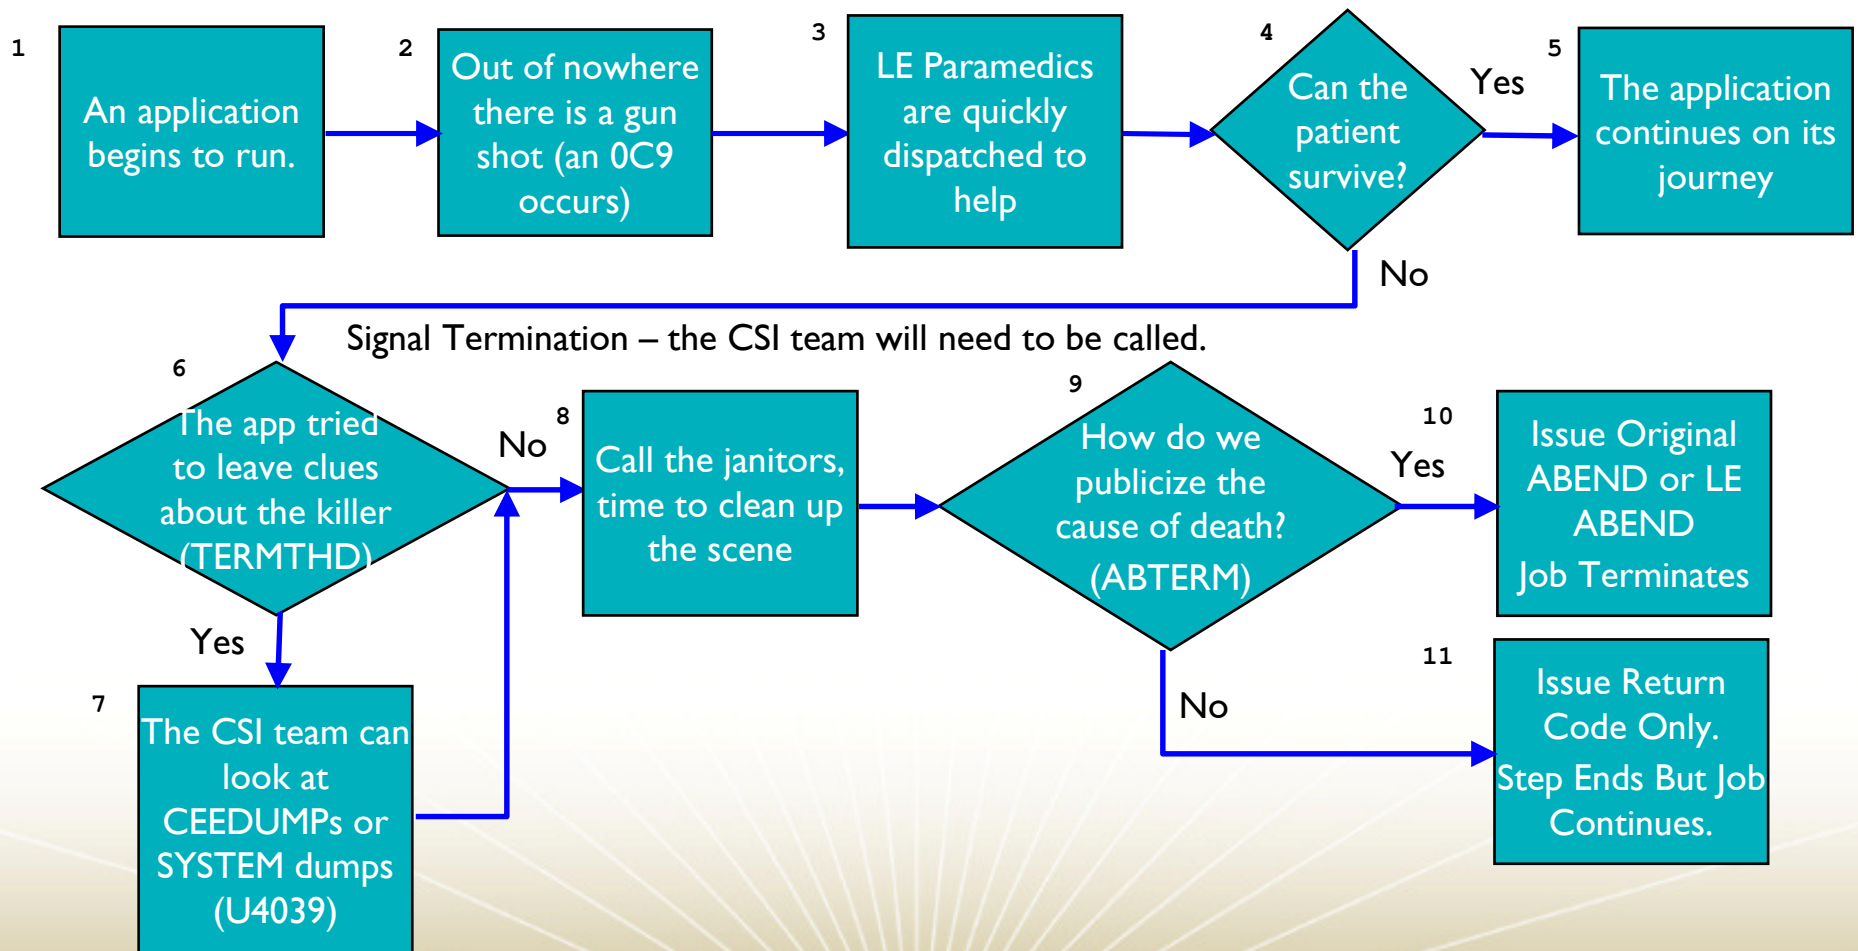 1
An application
begins to run.
2
Out of nowhere
there is a gun
shot (an 0C9
occurs)
3
LE Paramedics
are quickly
dispatched to
help
4
Can the
patient
survive?
Yes
5
The application
continues on its
journey
No
Signal Termination – the CSI team will need to be called.
6
The app tried
to leave clues
about the killer
(TERMTHD)
No
Yes
7
The CSI team can
look at
CEEDUMPs or
SYSTEM dumps
(U4039)
8
Call the janitors,
time to clean up
the scene
9
How do we
publicize the
cause of death?
(ABTERM)
Yes
10
Issue Original
ABEND or LE
ABEND
Job Terminates
No
11
Issue Return
Code Only.
Step Ends But Job
Continues.